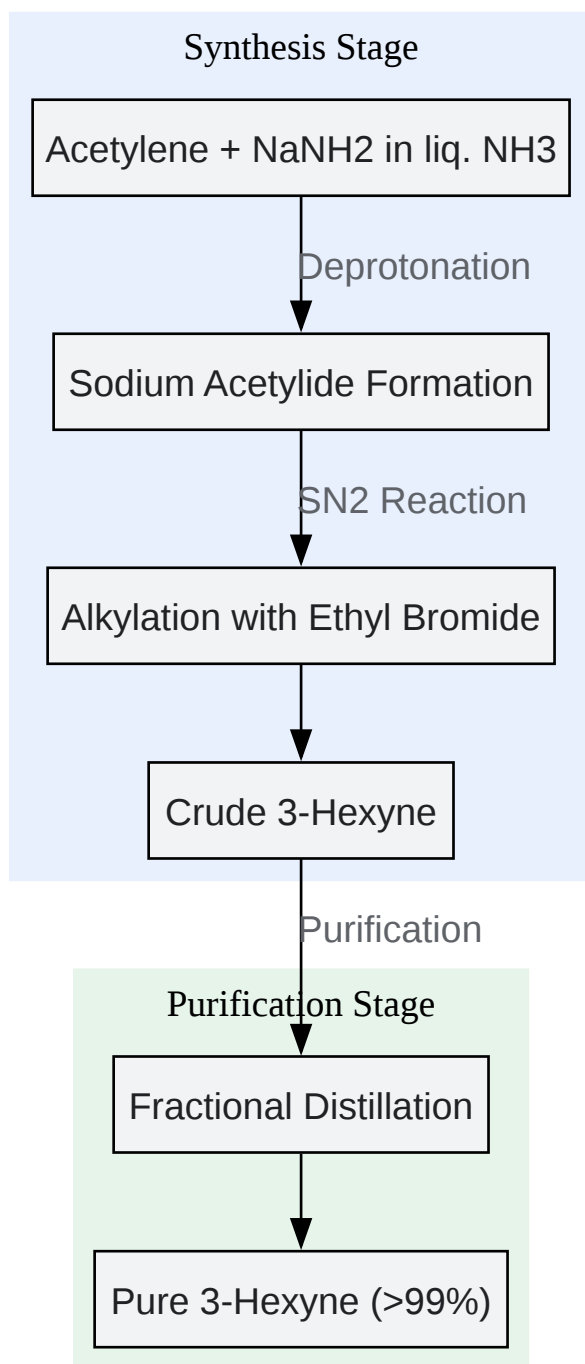 Synthesis Stage
Acetylene + NaNH2 in liq. NH3
Deprotonation
Sodium Acetylide Formation
SN2 Reaction
Alkylation with Ethyl Bromide
Crude 3-Hexyne
Purification
Purification Stage
Fractional Distillation
Pure 3-Hexyne (>99%)